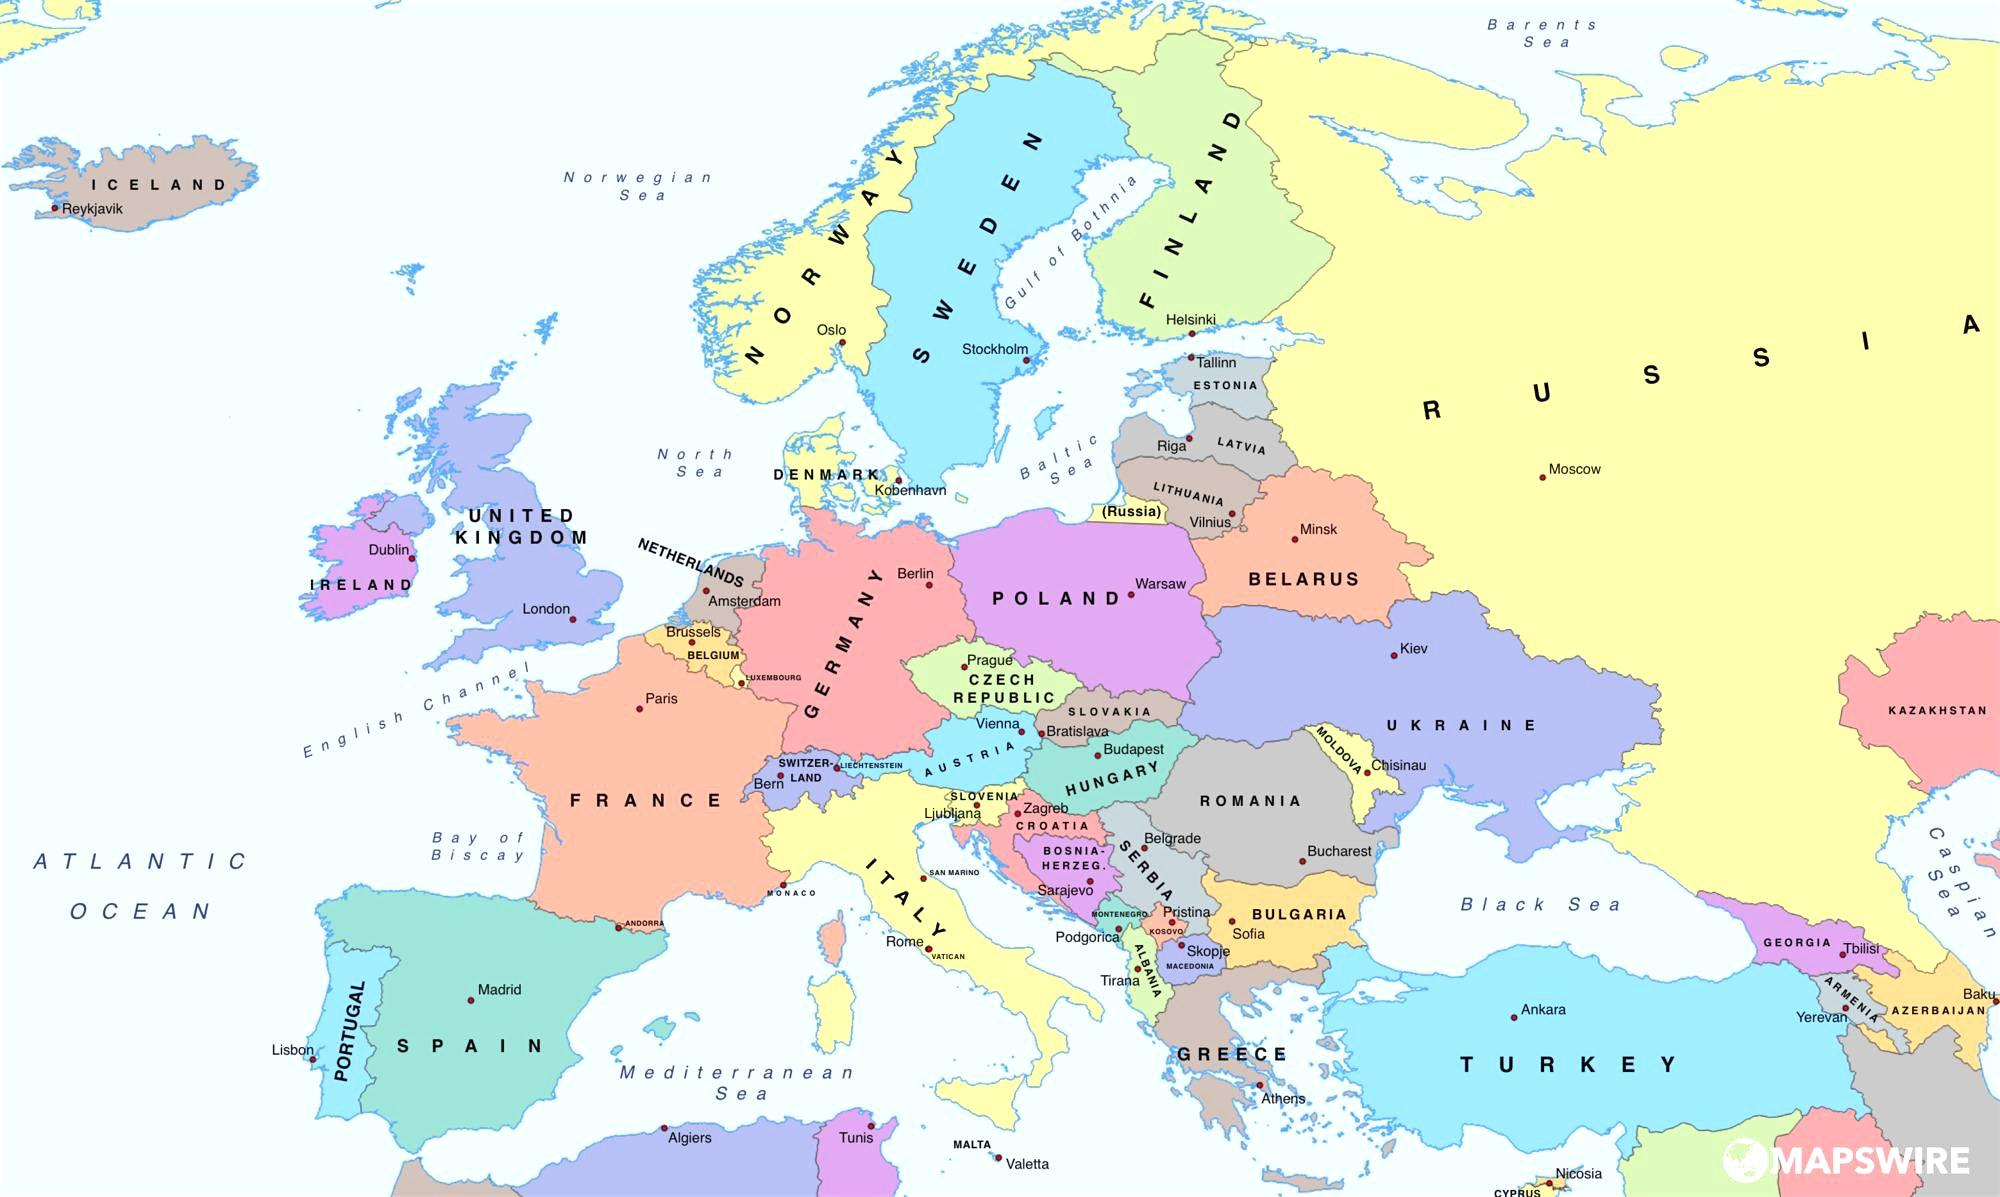 Barents
Sea
ICELAND
Reykjavik
Norwegian
Sea
NORWAY
Oslo
SWEDEN
Stockholm
Gulf of Bothnia
FINLAND
Helsinki
RUSSIA
Moscow
Tallinn
ESTONIA
Riga
LATVIA
LITHUANIA
Vilnius
(Russia)
Baltic
Sea
North
Sea
DENMARK
Kobenhavn
UNITED
KINGDOM
London
Dublin
IRELAND
NETHERLANDS
Amsterdam
Brussels
BELGIUM
LUXEMBOURG
GERMANY
Berlin
POLAND
Warsaw
Minsk
BELARUS
Kiev
UKRAINE
KAZAKHSTAN
English Channel
Paris
FRANCE
Prague
CZECH
REPUBLIC
SLOVAKIA
Bratislava
Vienna
AUSTRIA
Budapest
HUNGARY
MOLDOVA
Chisinau
SWITZER-
LAND
Bern
LIECHTENSTEIN
SLOVENIA
Ljubljana
Zagreb
CROATIA
ROMANIA
Bucharest
Belgrade
SERBIA
BOSNIA-
HERZEG.
Sarajevo
Bay of
Biscay
ATLANTIC
OCEAN
MONACO
ANDORRA
ITALY
SAN MARINO
Rome
VATICAN
MONTENEGRO
Podgorica
Pristina
KOSOVO
BULGARIA
Sofia
Skopje
MACEDONIA
ALBANIA
Tirana
Black Sea
Caspian
Sea
GEORGIA
Tbilisi
ARMENIA
Yerevan
AZERBAIJAN
Baku
Madrid
SPAIN
PORTUGAL
Lisbon
Ankara
TURKEY
GREECE
Athens
Mediterranean
Sea
Algiers
Tunis
MALTA
Valetta
Nicosia
CYPRUS
MAPSWIRE